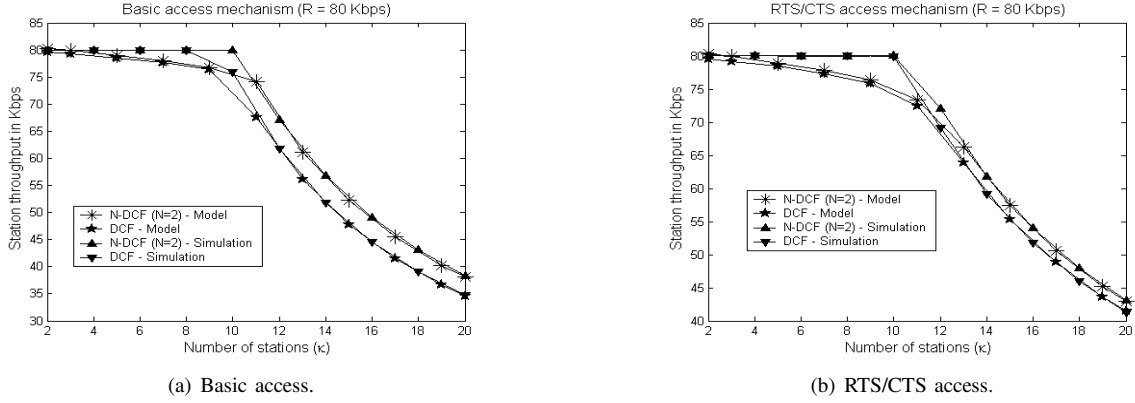 Basic access mechanism (R = 80 Kbps)
85
80
75
70
65
60
55
50
45
40
35
30
Station throughput in Kbps
N-DCF (N=2) - Model
DCF - Model
N-DCF (N=2) - Simulation
DCF - Simulation
2 4 6 8 10 12 14 16 18 20
Number of stations (κ)
(a) Basic access.
RTS/CTS access mechanism (R = 80 Kbps)
85
80
75
70
65
60
55
50
45
40
Station throughput in Kbps
N-DCF (N=2) - Model
DCF - Model
N-DCF (N=2) - Simulation
DCF - Simulation
2 4 6 8 10 12 14 16 18 20
Number of stations (κ)
(b) RTS/CTS access.